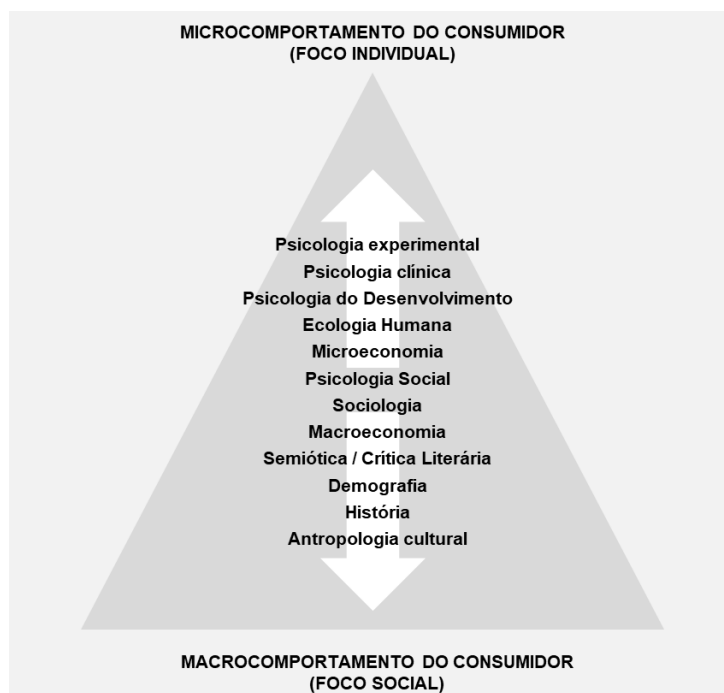 MICROCOMPORTAMENTO DO CONSUMIDOR
(FOCO INDIVIDUAL)
Psicologia experimental
Psicologia clínica
Psicologia do Desenvolvimento
Ecologia Humana
Microeconomia
Psicologia Social
Sociologia
Macroeconomia
Semiótica / Crítica Literária
Demografia
História
Antropologia cultural
MACROCOMPORTAMENTO DO CONSUMIDOR
(FOCO SOCIAL)